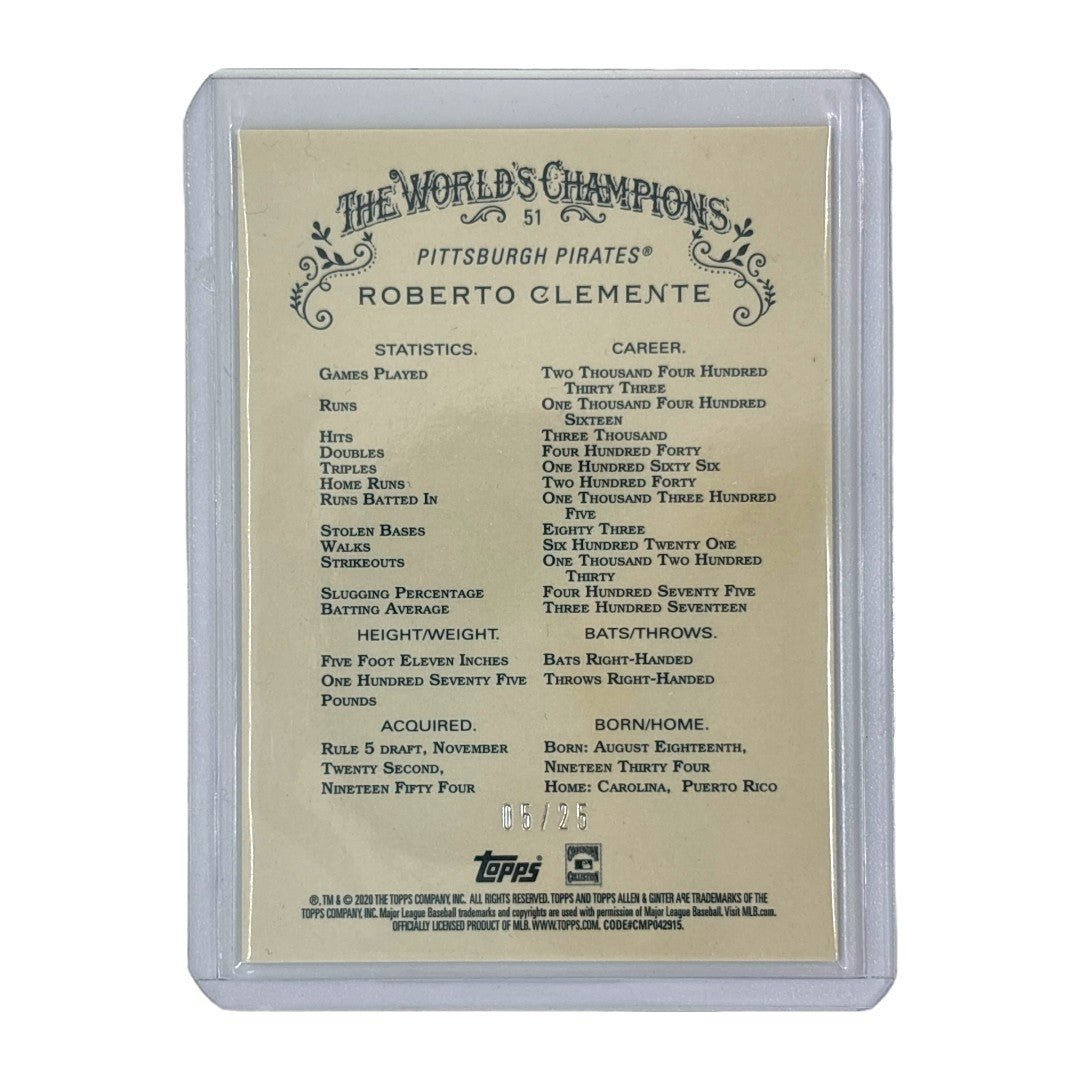 THE WORLD'S CHAMPIONS
51
PITTSBURGH PIRATES®
ROBERTO CLEMENTE
STATISTICS. CAREER.
GAMES PLAYED TWO THOUSAND FOUR HUNDRED
THIRTY THREE
RUNS ONE THOUSAND FOUR HUNDRED
SIXTEEN
HITS THREE THOUSAND
DOUBLES FOUR HUNDRED FORTY
TRIPLES ONE HUNDRED SIXTY SIX
HOME RUNS TWO HUNDRED FORTY
RUNS BATTED IN ONE THOUSAND THREE HUNDRED
FIVE
STOLEN BASES EIGHTY THREE
WALKS SIX HUNDRED TWENTY ONE
STRIKEOUTS ONE THOUSAND TWO HUNDRED
THIRTY
SLUGGING PERCENTAGE FOUR HUNDRED SEVENTY FIVE
BATTING AVERAGE THREE HUNDRED SEVENTEEN
HEIGHT/WEIGHT. BATS/THROWS.
FIVE FOOT ELEVEN INCHES BATS RIGHT-HANDED
ONE HUNDRED SEVENTY FIVE THROWS RIGHT-HANDED
POUNDS
ACQUIRED. BORN/HOME.
RULE 5 DRAFT, NOVEMBER BORN: AUGUST EIGHTEENTH,
TWENTY SECOND, NINETEEN THIRTY FOUR
NINETEEN FIFTY FOUR HOME: CAROLINA, PUERTO RICO
05/25
topps®
COOPERSTOWN
COLLECTION
®, TM & © 2020 THE TOPPS COMPANY, INC. ALL RIGHTS RESERVED. TOPPS AND TOPPS ALLEN & GINTER ARE TRADEMARKS OF THE
TOPPS COMPANY, INC. Major League Baseball trademarks and copyrights are used with permission of Major League Baseball. Visit MLB.com.
OFFICIALLY LICENSED PRODUCT OF MLB. WWW.TOPPS.COM. CODE#CMP042915.